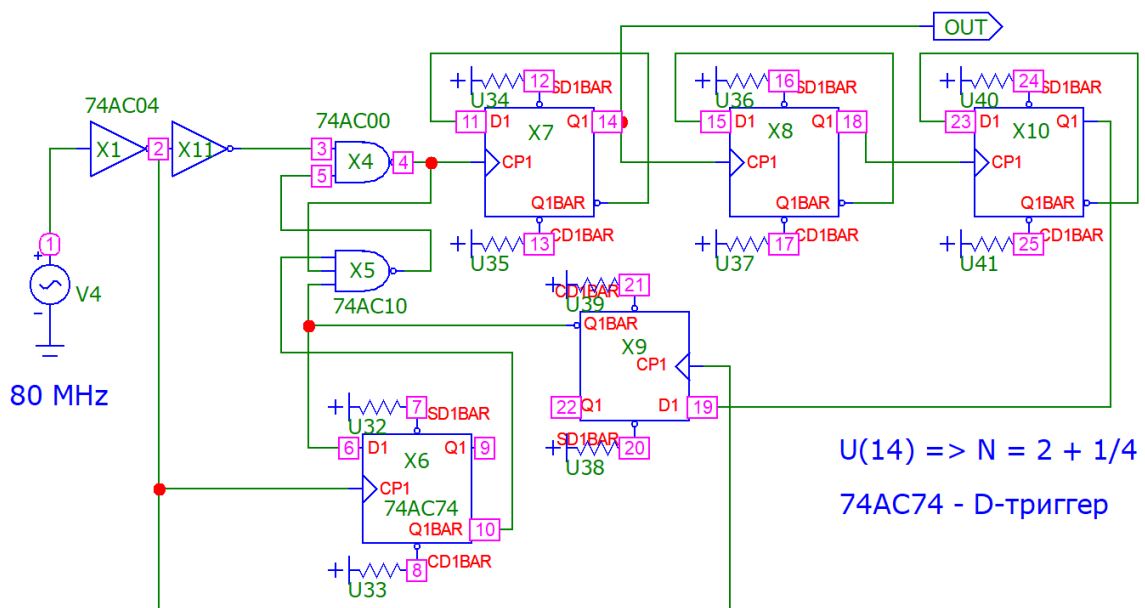 OUT
12 SD1BAR 16 SD1BAR 24 SD1BAR
U34 U36 U40
74AC04 74AC00
11 D1 X7 Q1 14 15 D1 X8 Q1 18 23 D1 X10 Q1
X1 2 X11 3 X4 4 CP1 CP1 CP1
5
Q1BAR Q1BAR Q1BAR
13 CD1BAR 17 CD1BAR 25 CD1BAR
U35 U37 U41
1
X5
V4
74AC10
21
CD1BAR
U39
Q1BAR
X9
CP1
80 MHz
7 SD1BAR
U32
22 Q1 D1 19
6 D1 X6 Q1 9
SD1BAR 20
U38
CP1
74AC74
Q1BAR 10
8 CD1BAR
U33
U(14) => N = 2 + 1/4
74AC74 - D-триггер